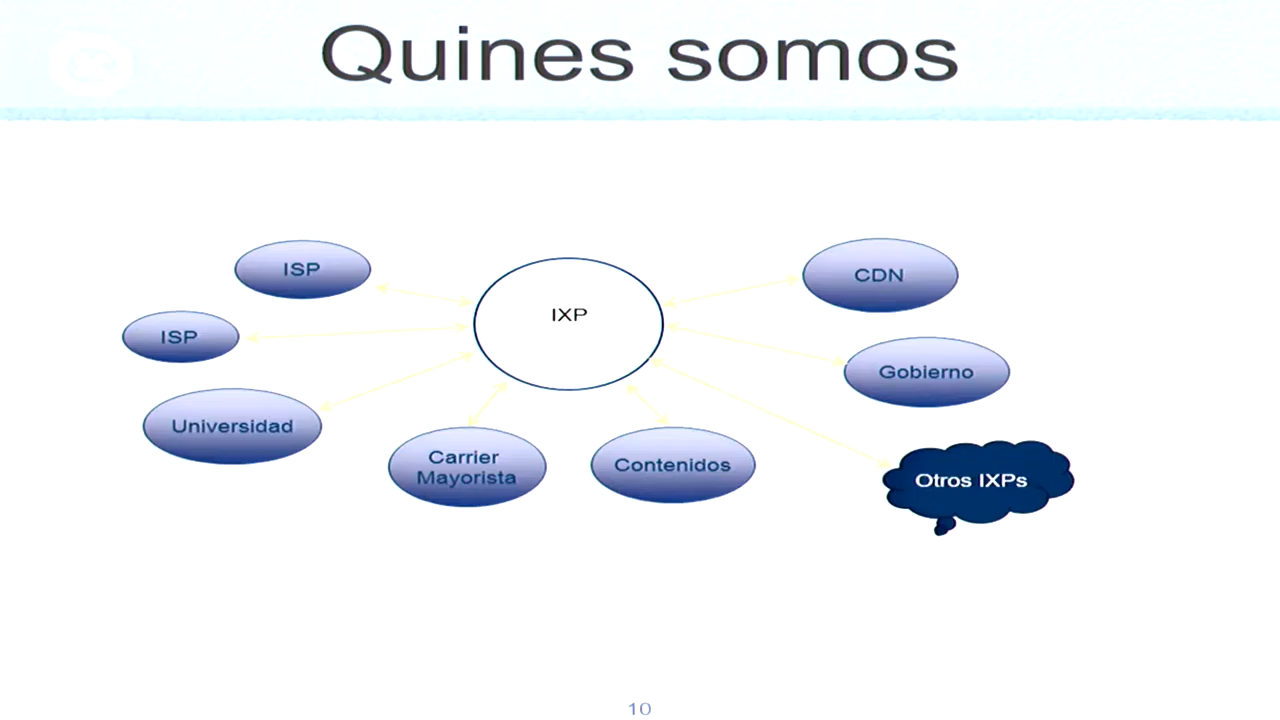 Quines somos
ISP
IXP
CDN
ISP
Gobierno
Universidad
Carrier
Mayorista
Contenidos
Otros IXPs
10